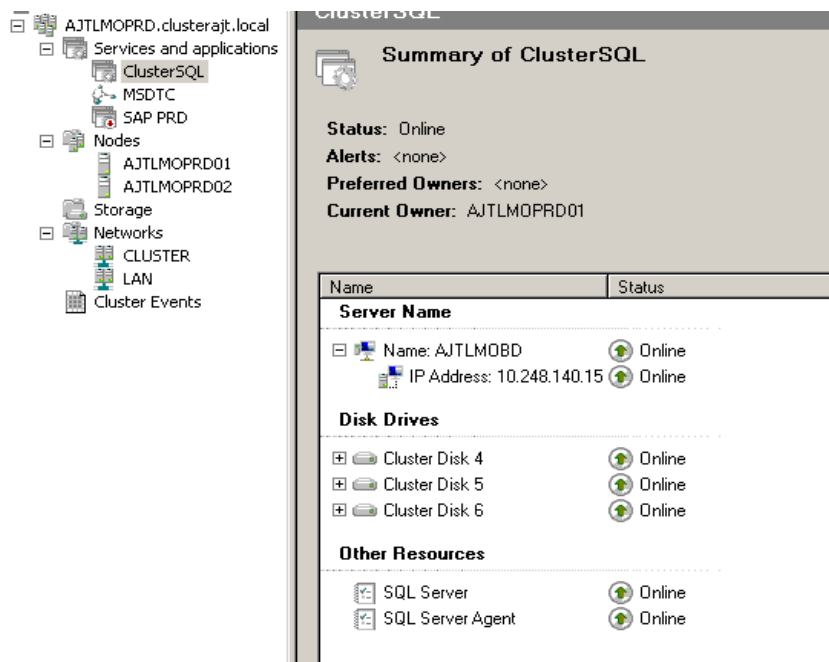 AJTLMOPRD.clusterajt.local
Services and applications
ClusterSQL
MSDTC
SAP PRD
Nodes
AJTLMOPRD01
AJTLMOPRD02
Storage
Networks
CLUSTER
LAN
Cluster Events
ClusterSQL
Summary of ClusterSQL
Status: Online
Alerts: <none>
Preferred Owners: <none>
Current Owner: AJTLMOPRD01
Name Status
Server Name
Name: AJTLMOBD Online
IP Address: 10.248.140.15 Online
Disk Drives
Cluster Disk 4 Online
Cluster Disk 5 Online
Cluster Disk 6 Online
Other Resources
SQL Server Online
SQL Server Agent Online